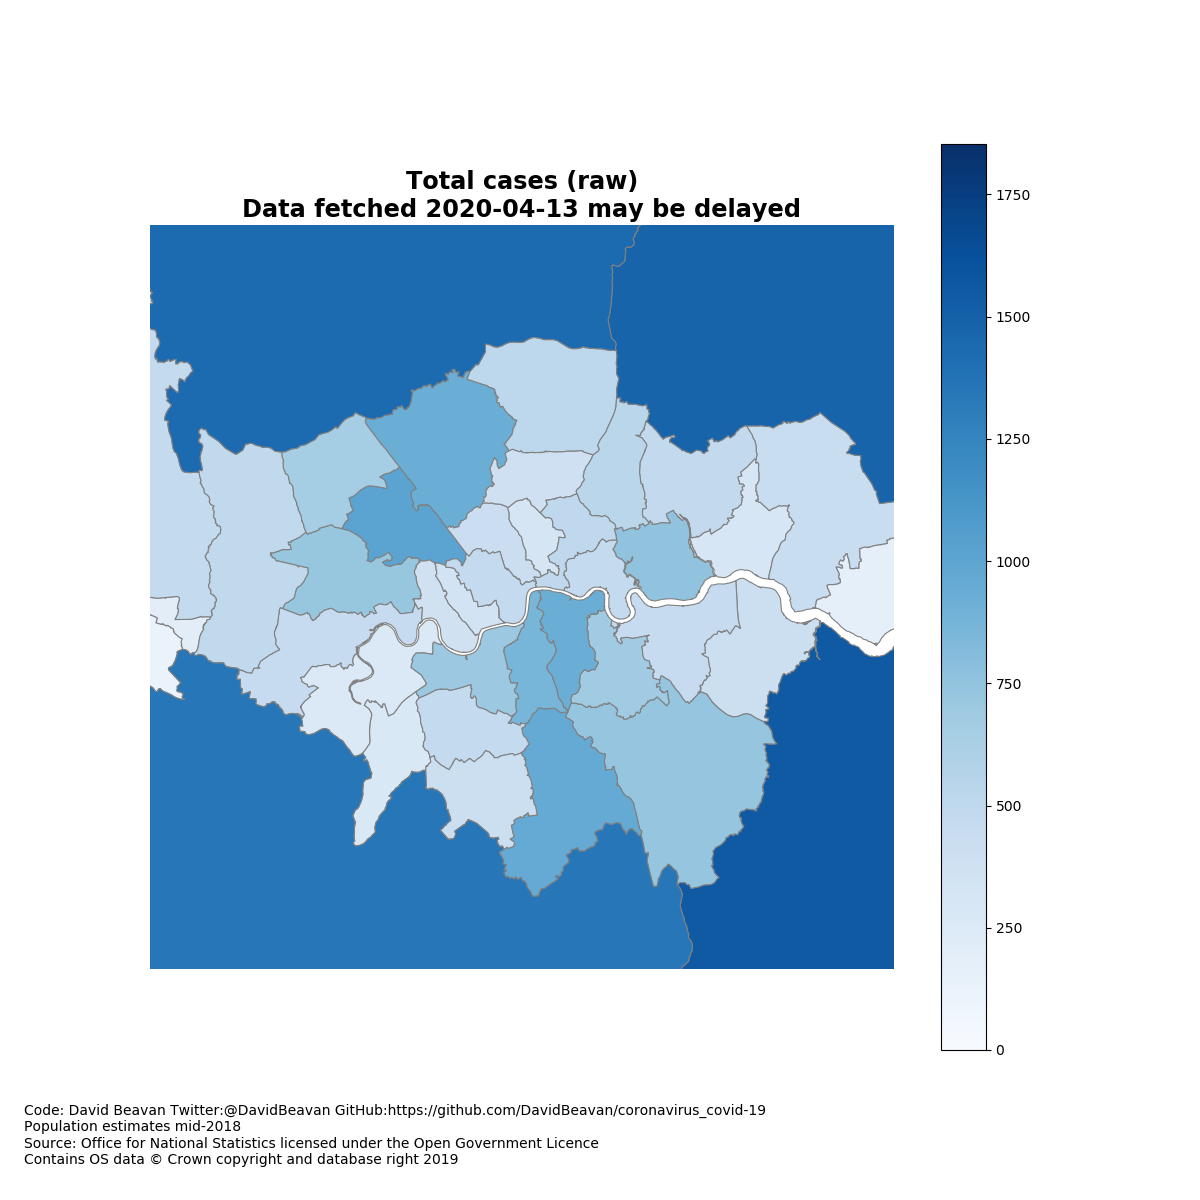 Total cases (raw)
Data fetched 2020-04-13 may be delayed
1750
1500
1250
1000
750
500
250
0
Code: David Beavan Twitter:@DavidBeavan GitHub:https://github.com/DavidBeavan/coronavirus_covid-19
Population estimates mid-2018
Source: Office for National Statistics licensed under the Open Government Licence
Contains OS data © Crown copyright and database right 2019